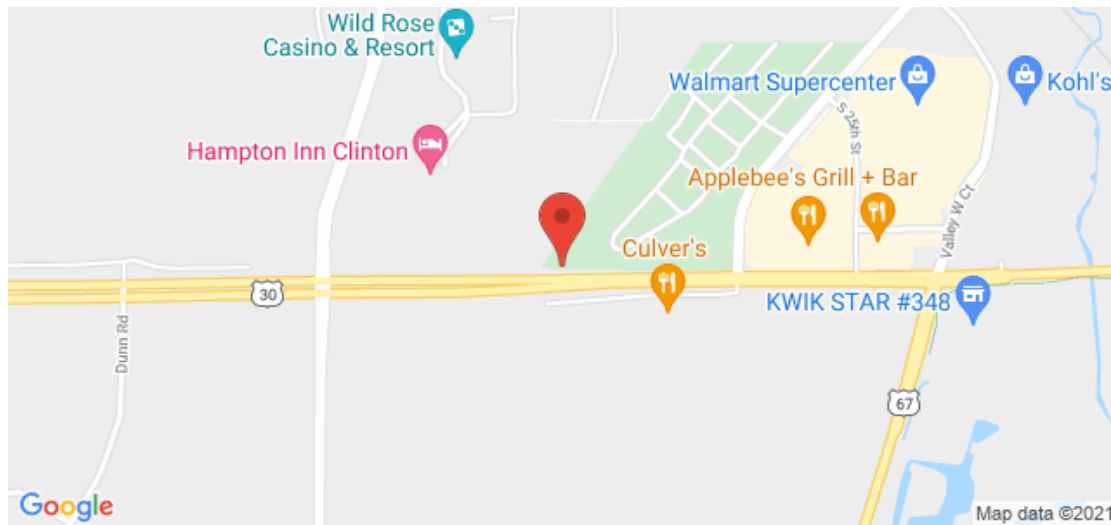 Wild Rose
Casino & Resort
Walmart Supercenter
Kohl's
S 25th St
Hampton Inn Clinton
Applebee's Grill + Bar
Valley W Ct
Culver's
30
KWIK STAR #348
Dunn Rd
67
Google
Map data ©2021